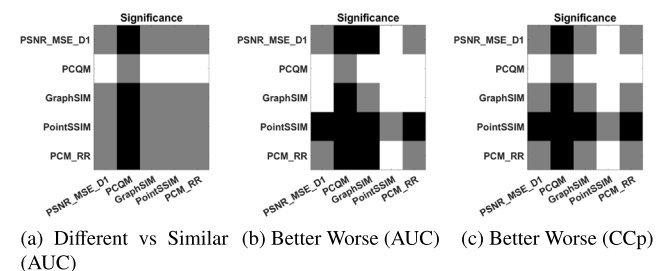 Significance
PSNR_MSE_D1
PCQM
GraphSIM
PointSSIM
PCM_RR
PSNR_MSE_D1
PCQM
GraphSIM
PointSSIM
PCM_RR
(a) Different vs Similar
(AUC)
Significance
PSNR_MSE_D1
PCQM
GraphSIM
PointSSIM
PCM_RR
PSNR_MSE_D1
PCQM
GraphSIM
PointSSIM
PCM_RR
(b) Better Worse (AUC)
Significance
PSNR_MSE_D1
PCQM
GraphSIM
PointSSIM
PCM_RR
PSNR_MSE_D1
PCQM
GraphSIM
PointSSIM
PCM_RR
(c) Better Worse (CCp)